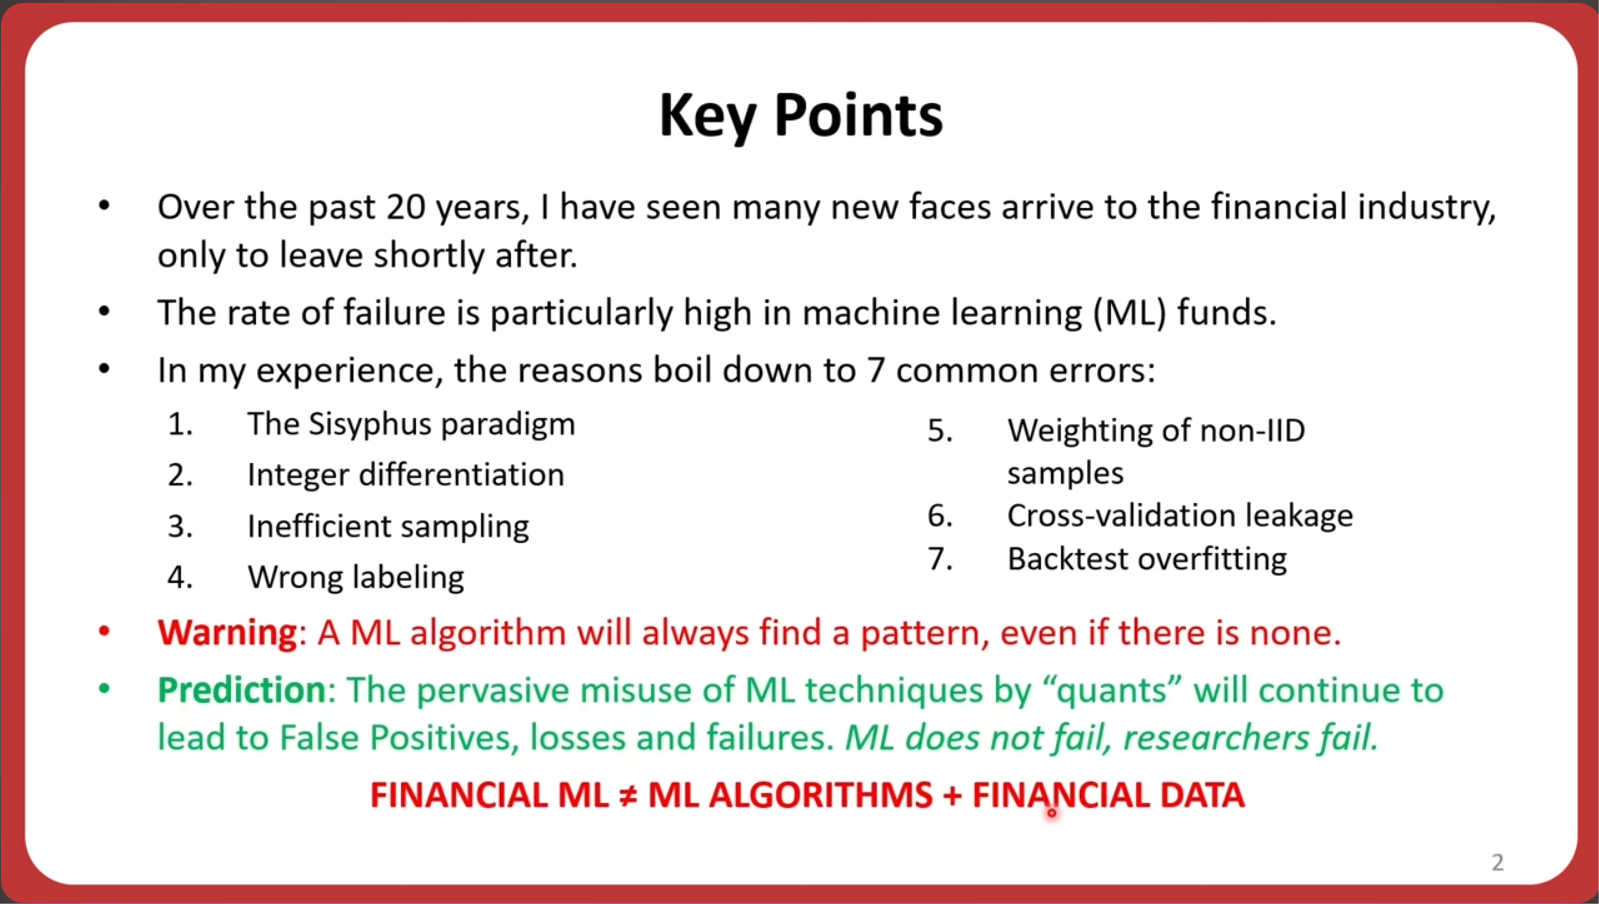 Key Points
• Over the past 20 years, I have seen many new faces arrive to the financial industry,
only to leave shortly after.
• The rate of failure is particularly high in machine learning (ML) funds.
• In my experience, the reasons boil down to 7 common errors:
1. The Sisyphus paradigm
2. Integer differentiation
3. Inefficient sampling
4. Wrong labeling
5. Weighting of non-IID
samples
6. Cross-validation leakage
7. Backtest overfitting
• Warning: A ML algorithm will always find a pattern, even if there is none.
• Prediction: The pervasive misuse of ML techniques by “quants” will continue to
lead to False Positives, losses and failures. ML does not fail, researchers fail.
FINANCIAL ML ≠ ML ALGORITHMS + FINANCIAL DATA
2